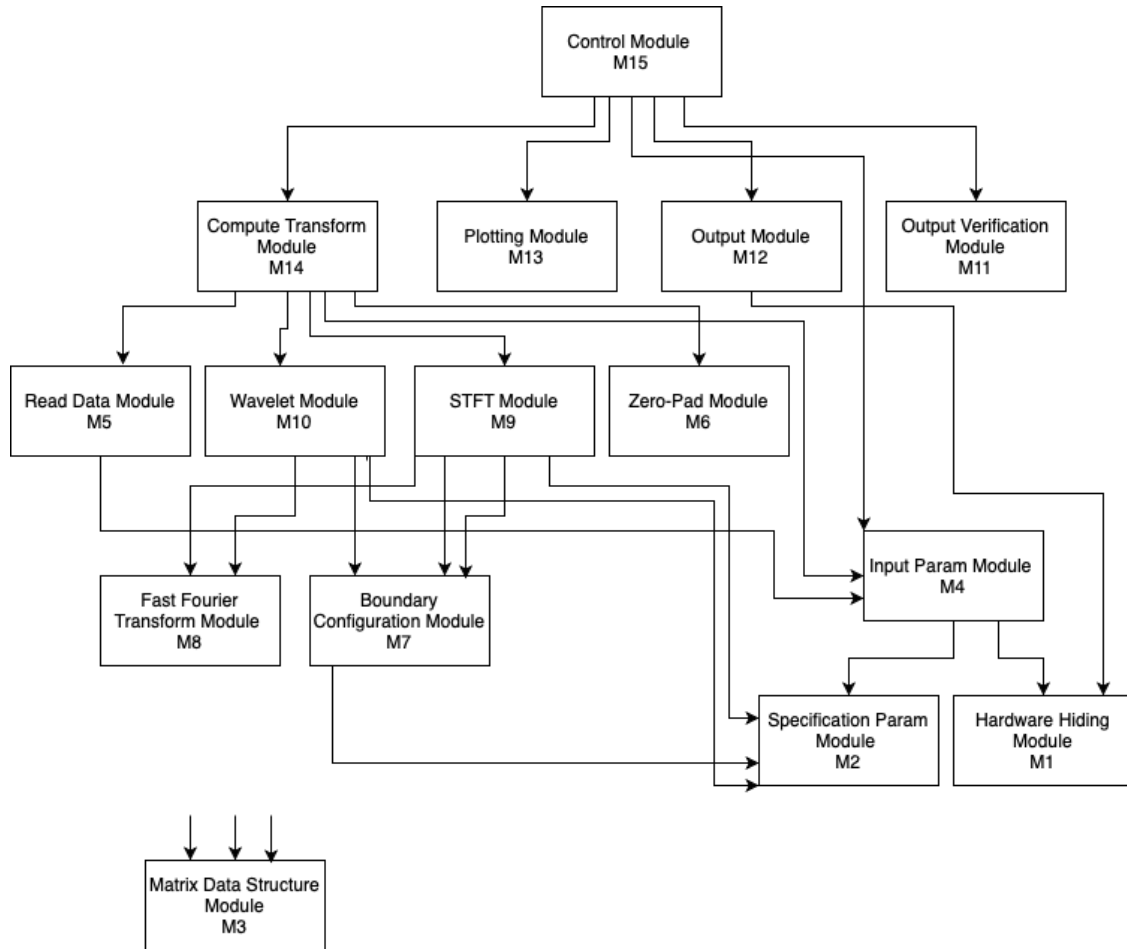 Control Module
M15
Compute Transform
Module
M14
Plotting Module
M13
Output Module
M12
Output Verification
Module
M11
Read Data Module
M5
Wavelet Module
M10
STFT Module
M9
Zero-Pad Module
M6
Input Param Module
M4
Fast Fourier
Transform Module
M8
Boundary
Configuration Module
M7
Specification Param
Module
M2
Hardware Hiding
Module
M1
Matrix Data Structure
Module
M3